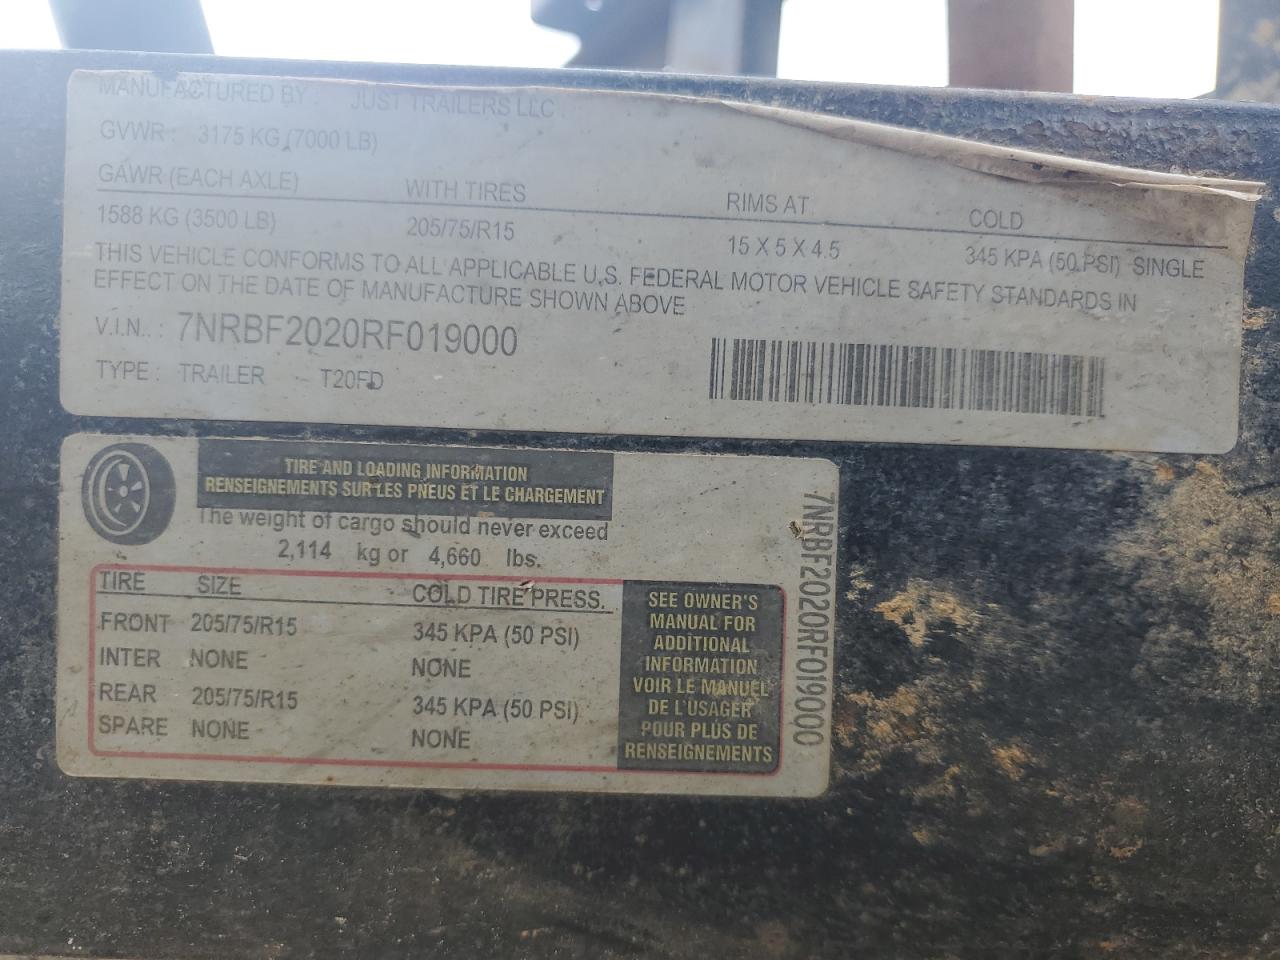 MANUFACTURED BY: JUST TRAILERS LLC
GVWR: 3175 KG (7000 LB)
GAWR (EACH AXLE) WITH TIRES RIMS AT COLD
1588 KG (3500 LB) 205/75/R15 15 X 5 X 4.5 345 KPA (50 PSI) SINGLE
THIS VEHICLE CONFORMS TO ALL APPLICABLE U.S. FEDERAL MOTOR VEHICLE SAFETY STANDARDS IN
EFFECT ON THE DATE OF MANUFACTURE SHOWN ABOVE
V.I.N..: 7NRBF2020RF019000
TYPE: TRAILER T20FD
TIRE AND LOADING INFORMATION
RENSEIGNEMENTS SUR LES PNEUS ET LE CHARGEMENT
The weight of cargo should never exceed
2,114 kg or 4,660 lbs.
TIRE SIZE COLD TIRE PRESS.
FRONT 205/75/R15 345 KPA (50 PSI)
INTER NONE NONE
REAR 205/75/R15 345 KPA (50 PSI)
SPARE NONE NONE
SEE OWNER'S
MANUAL FOR
ADDITIONAL
INFORMATION
VOIR LE MANUEL
DE L'USAGER
POUR PLUS DE
RENSEIGNEMENTS
7NRBF2020RF019000